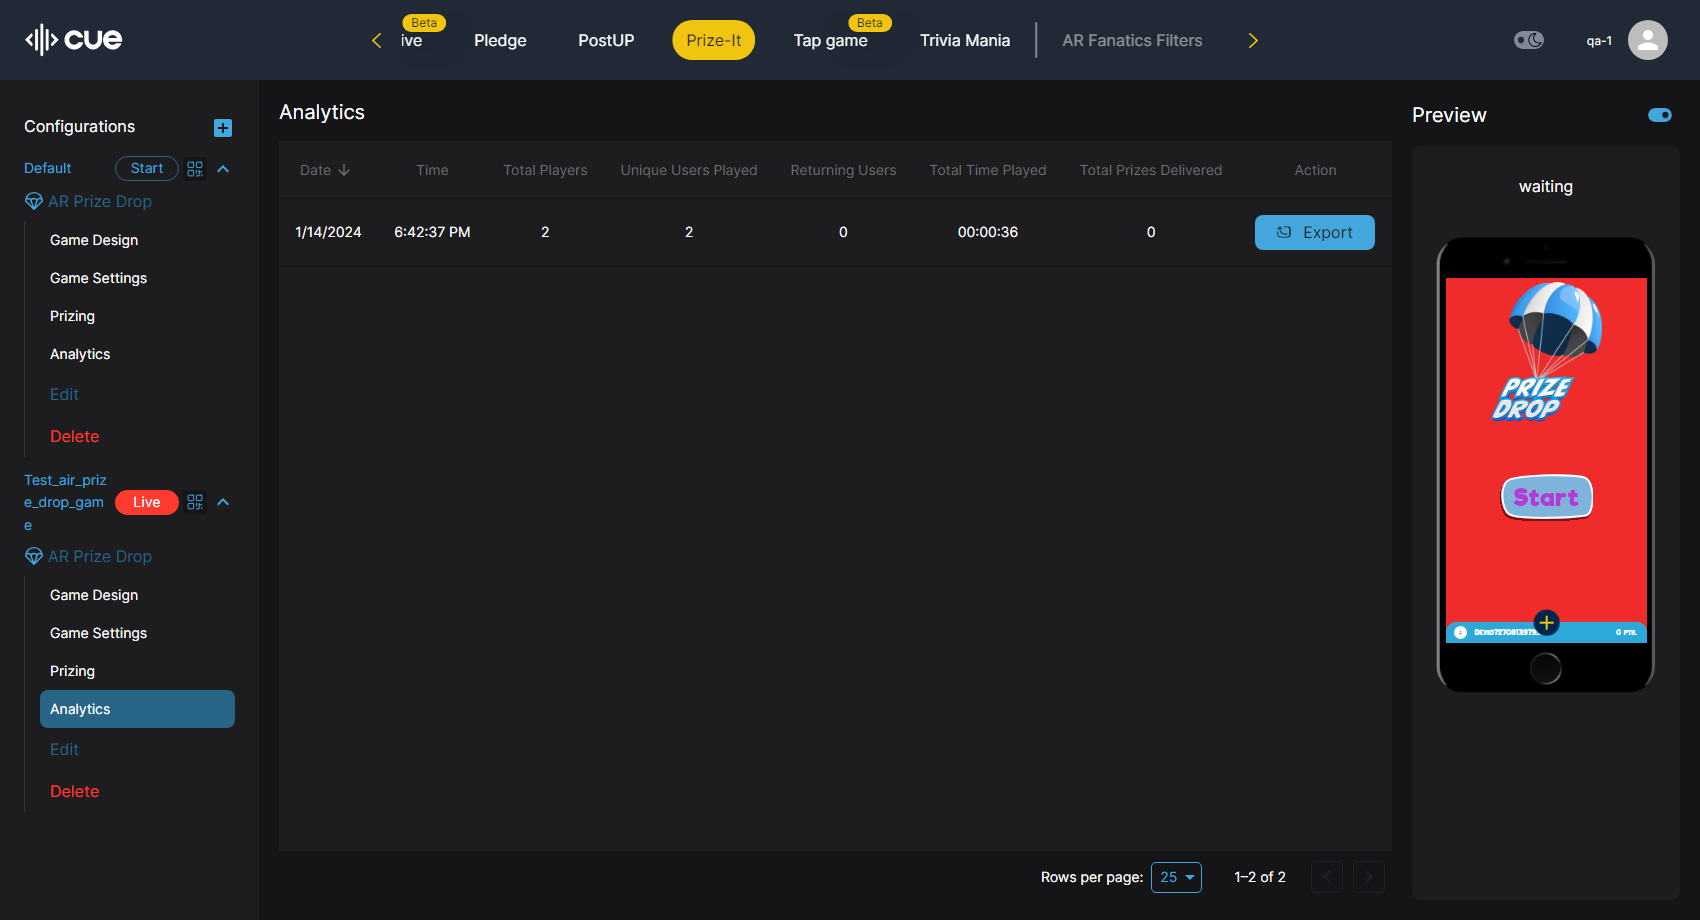 cue
ive
Beta
Pledge
PostUP
Prize-It
Tap game
Beta
Trivia Mania
AR Fanatics Filters
qa-1
Configurations
Default
Start
AR Prize Drop
Game Design
Game Settings
Prizing
Analytics
Edit
Delete
Test_air_priz
e_drop_gam
e
Live
AR Prize Drop
Game Design
Game Settings
Prizing
Analytics
Edit
Delete
Analytics
Date Time Total Players Unique Users Played Returning Users Total Time Played Total Prizes Delivered Action
1/14/2024 6:42:37 PM 2 2 0 00:00:36 0 Export
Rows per page: 25 1–2 of 2
Preview
waiting
PRIZE
DROP
Start
0 PTS.